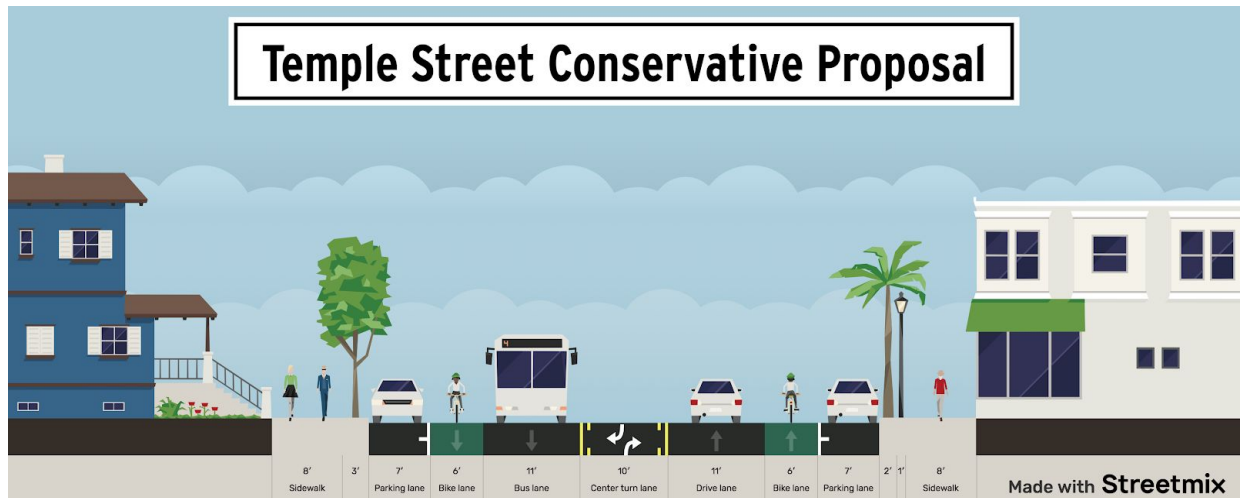 Temple Street Conservative Proposal
4
8' 3' 7' 6' 11' 10' 11' 6' 7' 2' 1' 8'
Sidewalk Parking lane Bike lane Bus lane Center turn lane Drive lane Bike lane Parking lane Sidewalk
Made with Streetmix